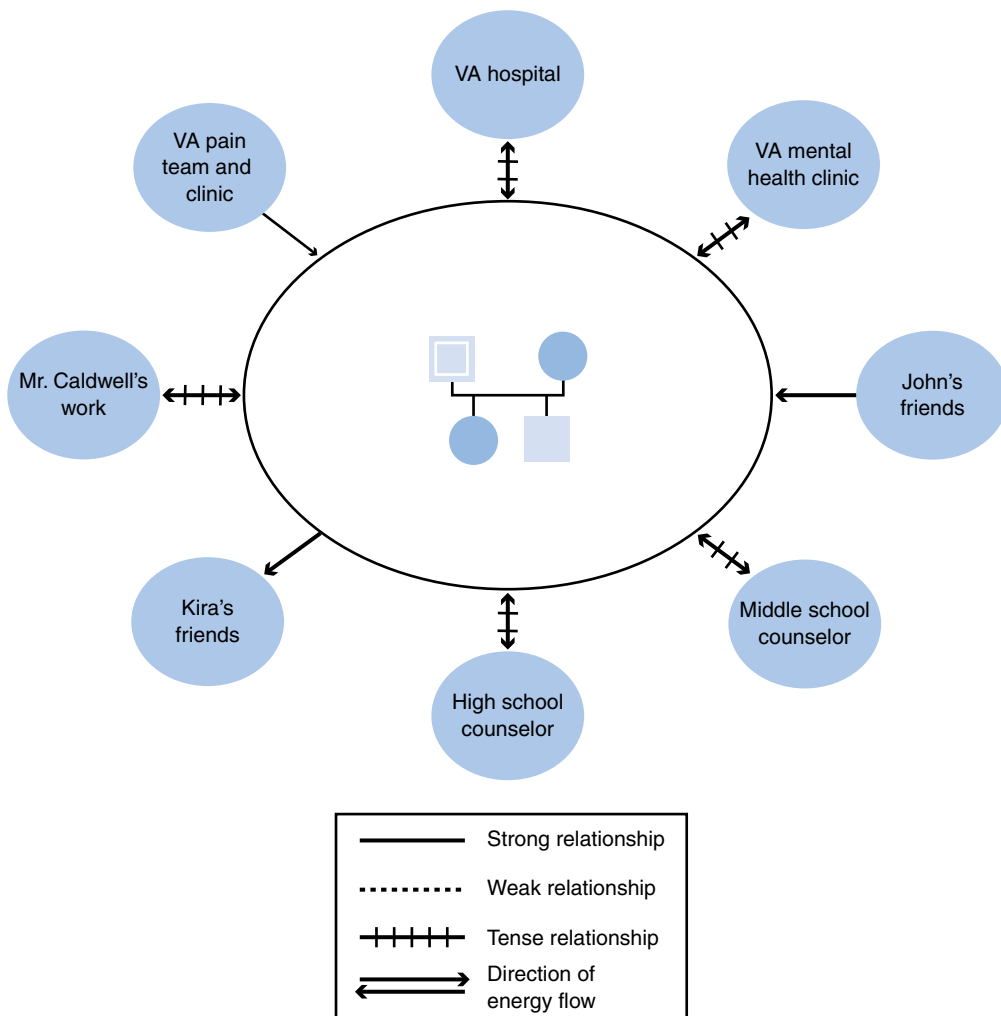 VA hospital
VA pain
team and
clinic
VA mental
health clinic
Mr. Caldwell's
work
John's
friends
Kira's
friends
Middle school
counselor
High school
counselor
Strong relationship
Weak relationship
Tense relationship
Direction of
energy flow